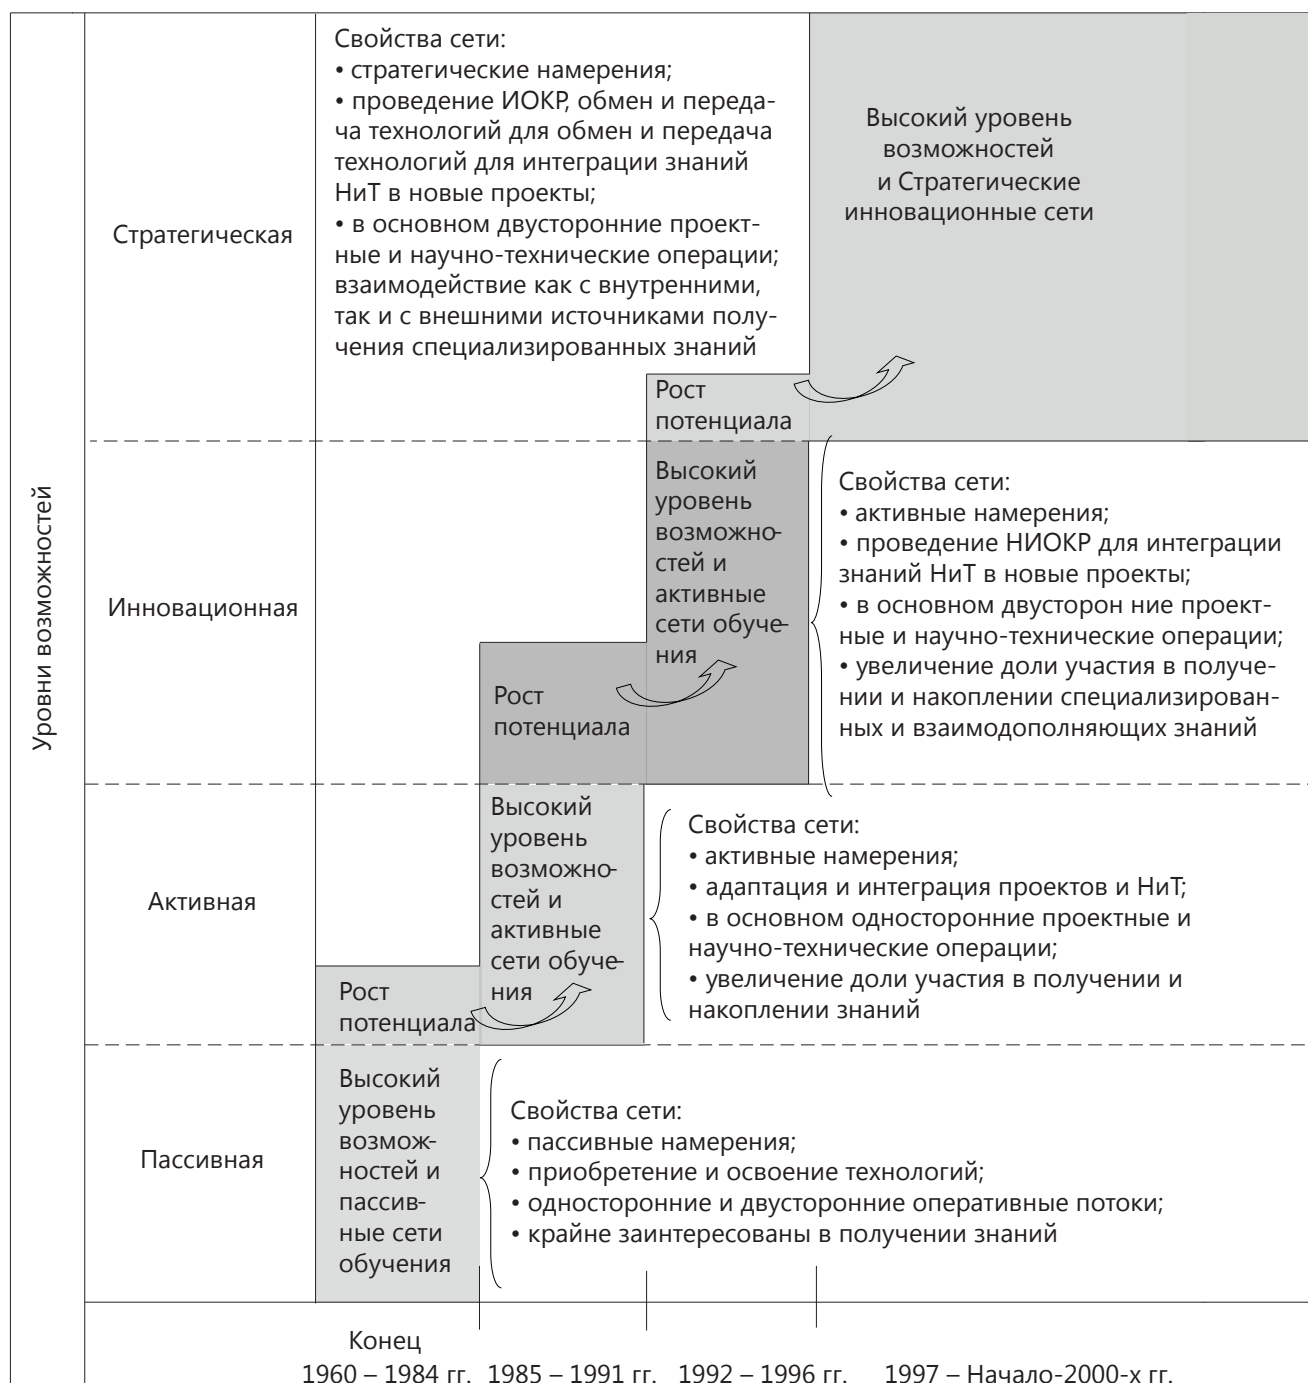 Уровни возможностей
Стратегическая
Свойства сети:
• стратегические намерения;
• проведение ИОКР, обмен и переда-
ча технологий для обмен и передача
технологий для интеграции знаний
НиТ в новые проекты;
• в основном двусторонние проект-
ные и научно-технические операции;
взаимодействие как с внутренними,
так и с внешними источниками полу-
чения специализированных знаний
Высокий уровень
возможностей
и Стратегические
инновационные сети
Рост
потенциала
Инновационная
Высокий
уровень
возможно-
стей и
активные
сети обуче-
ния
Рост
потенциала
Свойства сети:
• активные намерения;
• проведение НИОКР для интеграции
знаний НиТ в новые проекты;
• в основном двусторон ние проект-
ные и научно-технические операции;
• увеличение доли участия в получе-
нии и накоплении специализирован-
ных и взаимодополняющих знаний
Активная
Высокий
уровень
возможно-
стей и
активные
сети обуче-
ния
Рост
потенциала
Свойства сети:
• активные намерения;
• адаптация и интеграция проектов и НиТ;
• в основном односторонние проектные и
научно-технические операции;
• увеличение доли участия в получении и
накоплении знаний
Пассивная
Высокий
уровень
возмож-
ностей и
пассив-
ные сети
обучения
Свойства сети:
• пассивные намерения;
• приобретение и освоение технологий;
• односторонние и двусторонние оперативные потоки;
• крайне заинтересованы в получении знаний
Конец
1960 – 1984 гг. 1985 – 1991 гг. 1992 – 1996 гг. 1997 – Начало-2000-х гг.